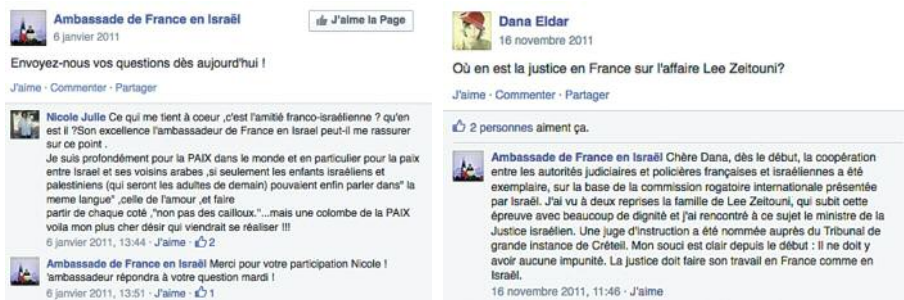 Ambassade de France en Israël
J'aime la Page
6 janvier 2011
Envoyez-nous vos questions dès aujourd'hui !
J'aime · Commenter · Partager
Nicole Julie Ce qui me tient à coeur ,c'est l'amitié franco-israélienne ? qu'en
est il ?Son excellence l'ambassadeur de France en Israel peut-il me rassurer
sur ce point .
Je suis profondément pour la PAIX dans le monde et en particulier pour la paix
entre Israel et ses voisins arabes ,si seulement les enfants israéliens et
palestiniens (qui seront les adultes de demain) pouvaient enfin parler dans" la
meme langue" ,celle de l'amour ,et faire
partir de chaque coté ,"non pas des cailloux."...mais une colombe de la PAIX
voila mon plus cher désir qui viendrait se réaliser !!!
6 janvier 2011, 13:44 · J'aime · 2
Ambassade de France en Israël Merci pour votre participation Nicole !
'ambassadeur répondra à votre question mardi !
6 janvier 2011, 13:51 · J'aime · 1
Dana Eldar
16 novembre 2011
Où en est la justice en France sur l'affaire Lee Zeitouni?
J'aime · Commenter · Partager
2 personnes aiment ça.
Ambassade de France en Israël Chère Dana, dès le début, la coopération
entre les autorités judiciaires et policières françaises et israéliennes a été
exemplaire, sur la base de la commission rogatoire internationale présentée
par Israël. J'ai vu à deux reprises la famille de Lee Zeitouni, qui subit cette
épreuve avec beaucoup de dignité et j'ai rencontré à ce sujet le ministre de la
Justice israélien. Une juge d'instruction a été nommée auprès du Tribunal de
grande instance de Créteil. Mon souci est clair depuis le début : Il ne doit y
avoir aucune impunité. La justice doit faire son travail en France comme en
Israël.
16 novembre 2011, 11:46 · J'aime